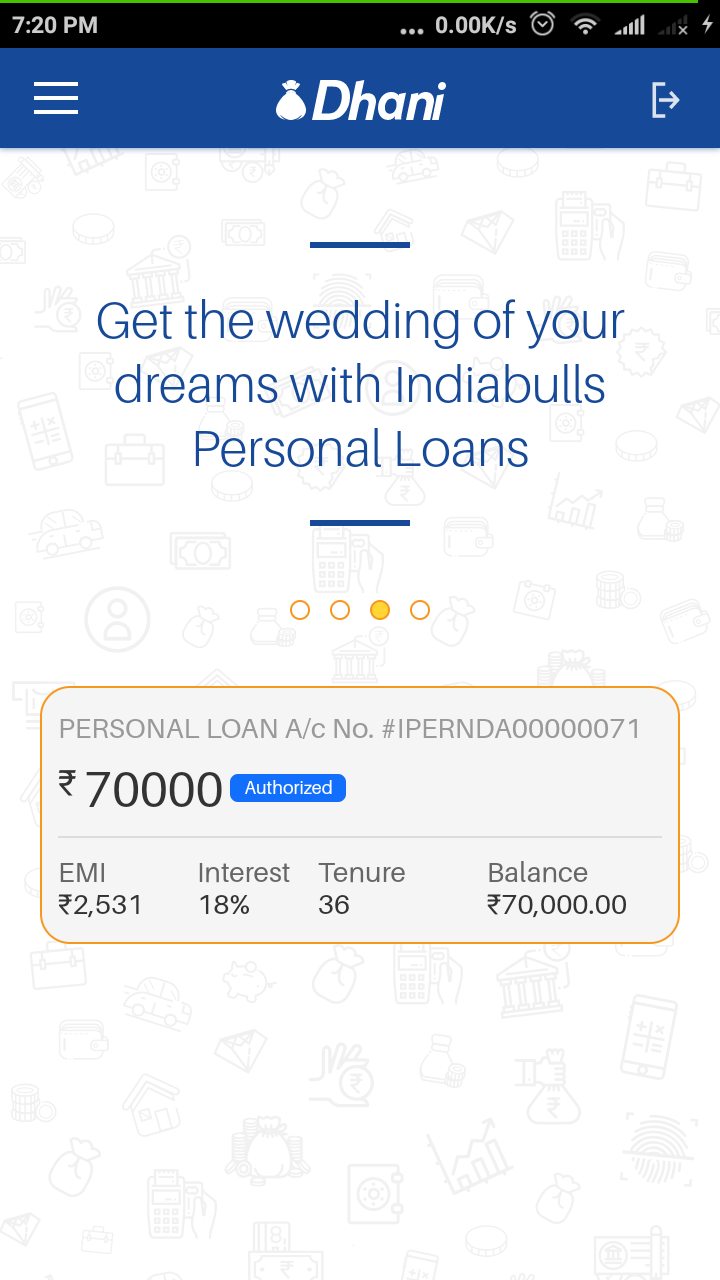 7:20 PM ... 0.00K/s
Dhani
Get the wedding of your
dreams with Indiabulls
Personal Loans
PERSONAL LOAN A/c No. #IPERNDA00000071
₹ 70000 Authorized
EMI Interest Tenure Balance
₹2,531 18% 36 ₹70,000.00